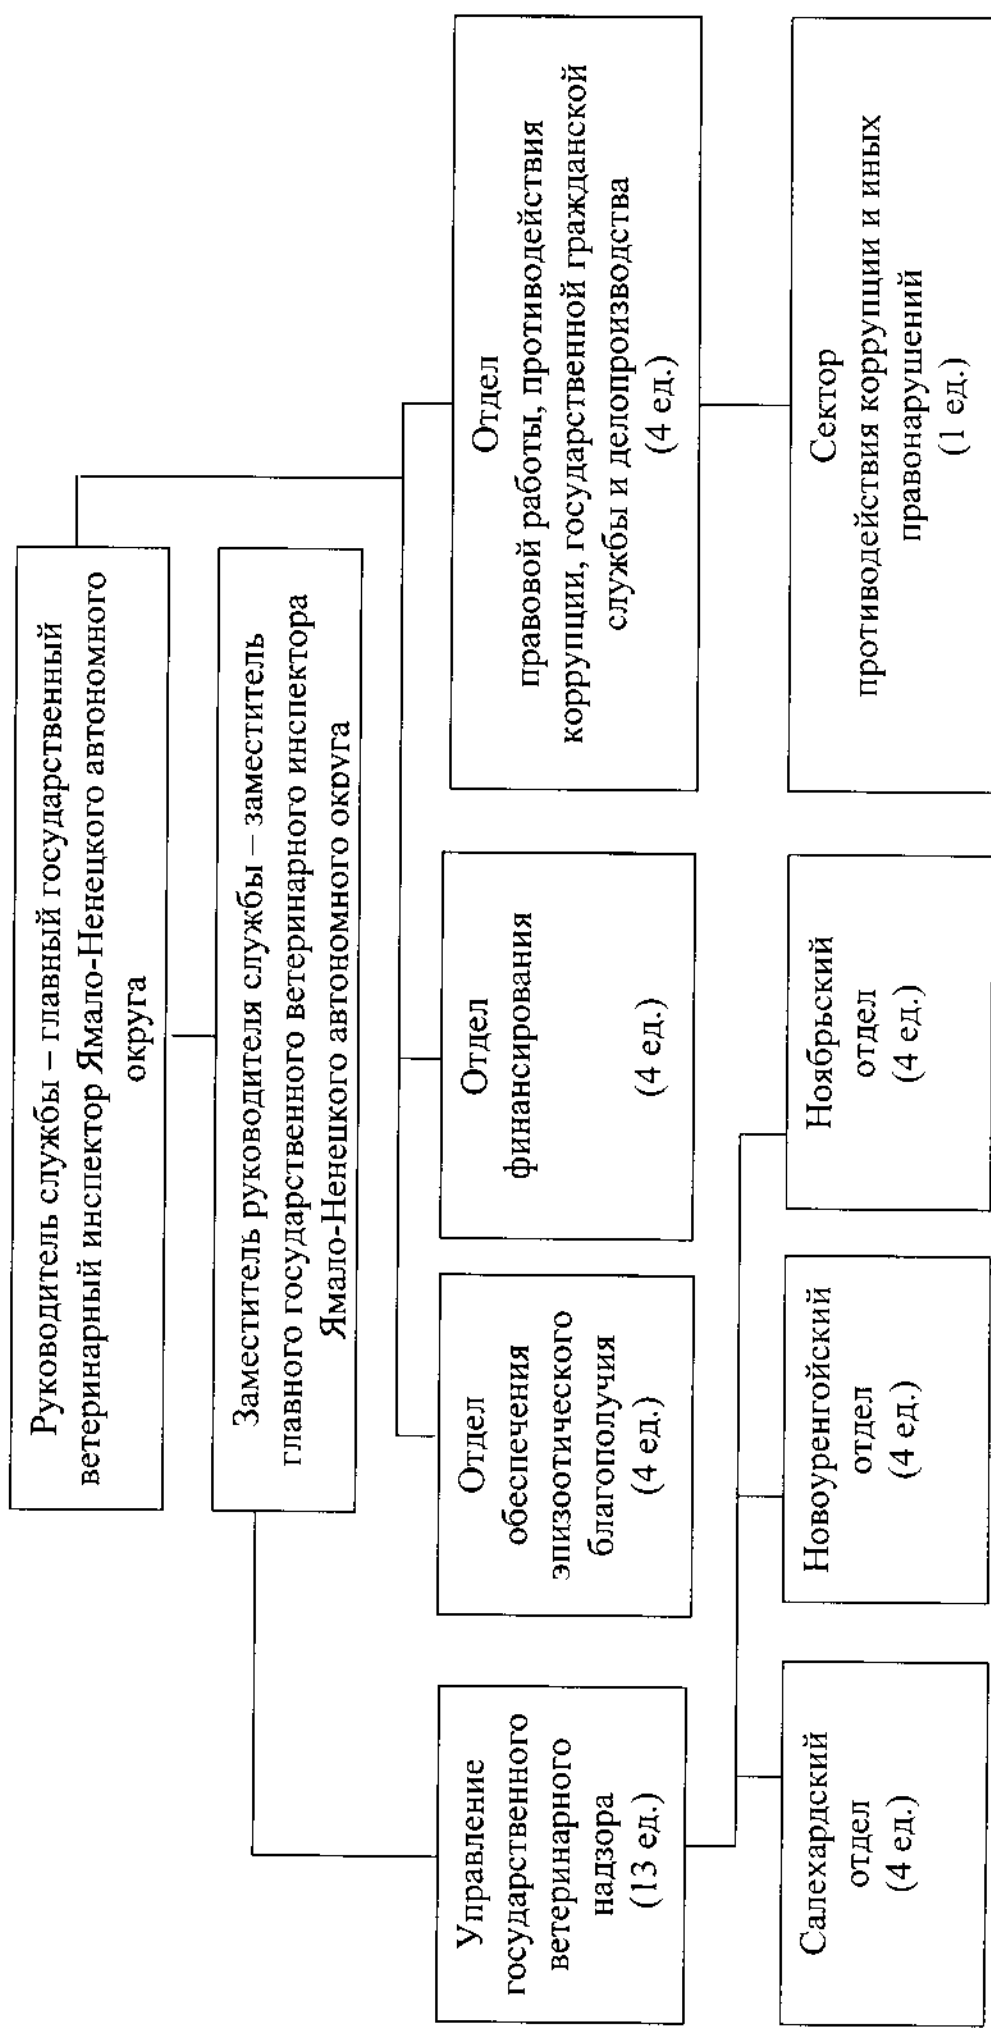 Руководитель службы – главный государственный
ветеринарный инспектор Ямало-Ненецкого автономного
округа
Заместитель руководителя службы – заместитель
главного государственного ветеринарного инспектора
Ямало-Ненецкого автономного округа
Управление
государственного
ветеринарного
надзора
(13 ед.)
Отдел
обеспечения
эпизоотического
благополучия
(4 ед.)
Отдел
финансирования
(4 ед.)
Отдел
правовой работы, противодействия
коррупции, государственной гражданской
службы и делопроизводства
(4 ед.)
Салехардский
отдел
(4 ед.)
Новоуренгойский
отдел
(4 ед.)
Ноябрьский
отдел
(4 ед.)
Сектор
противодействия коррупции и иных
правонарушений
(1 ед.)